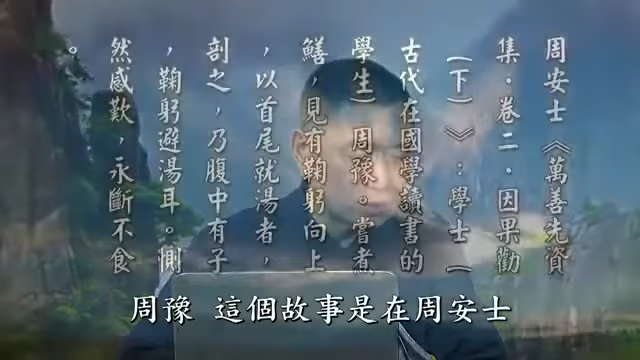 周安士《萬善先資
集．卷二．因果勸
（下）》：學士（
古代在國學讀書的
學生）周豫。嘗煮
鱔，見有鞠躬向上
，以首尾就湯者，
剖之，乃腹中有子
，鞠躬避湯耳。惻
然感歎，永斷不食
。
周豫 這個故事是在周安士